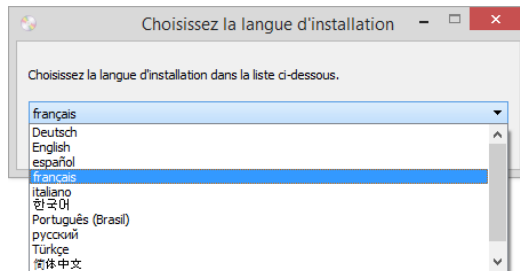 Choisissez la langue d'installation
Choisissez la langue d'installation dans la liste ci-dessous.
français
Deutsch
English
español
français
italiano
한국어
Português (Brasil)
русский
Türkçe
简体中文